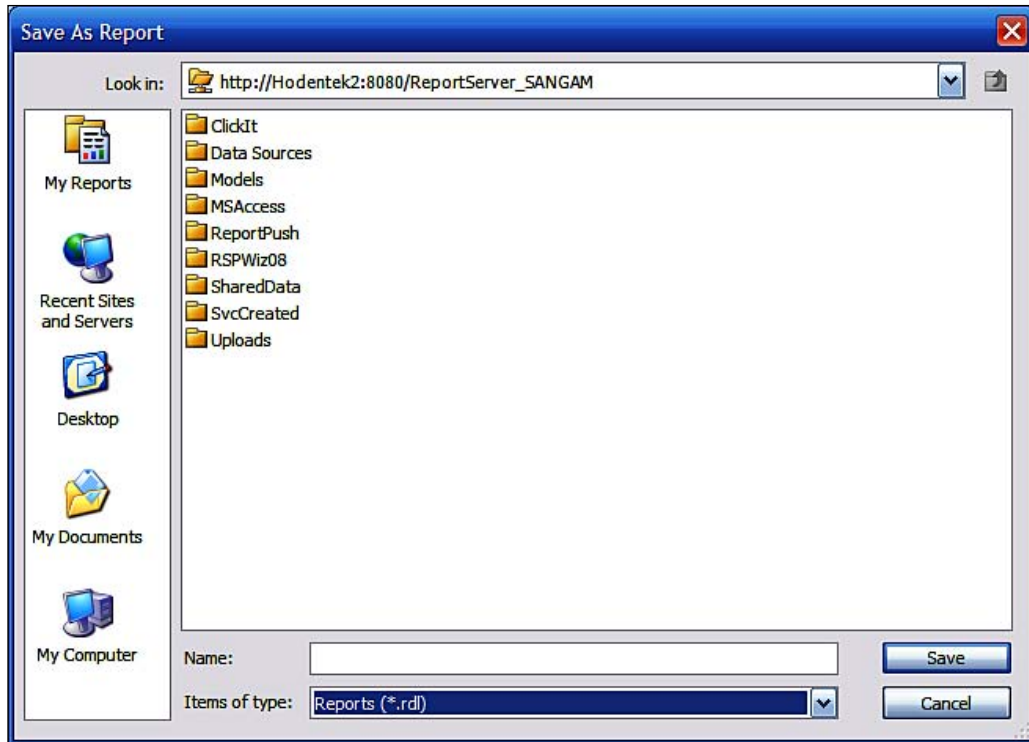 Save As Report
Look in:
http://Hodentek2:8080/ReportServer_SANGAM
My Reports
Recent Sites
and Servers
Desktop
My Documents
My Computer
ClickIt
Data Sources
Models
MSAccess
ReportPush
RSPWiz08
SharedData
SvcCreated
Uploads
Name:
Save
Items of type:
Reports (*.rdl)
Cancel